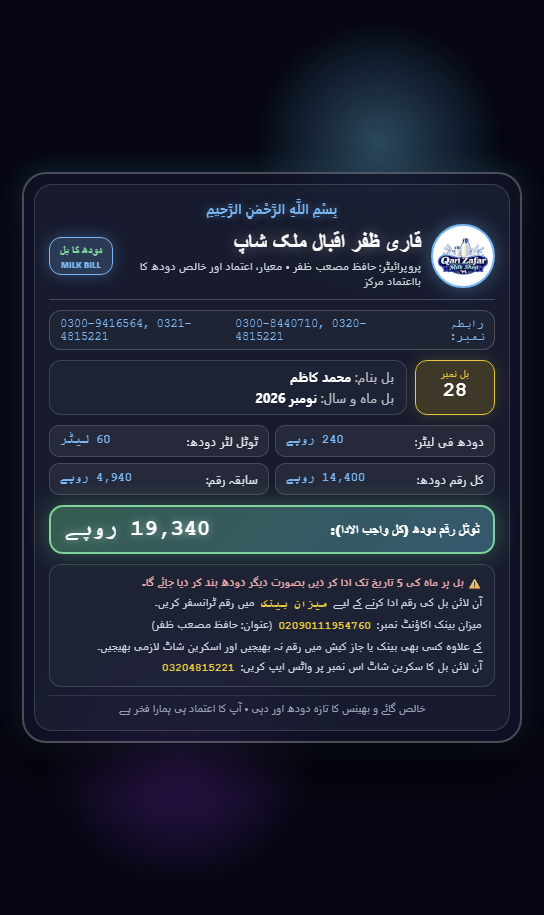 بِسْمِ اللَّهِ الرَّحْمٰنِ الرَّحِيْمِ
Qari Zafar
Milk Shop
قاری ظفر اقبال ملک شاپ
پروپرائیٹر: حافظ مصعب ظفر • معیار، اعتماد اور خالص دودھ کا
بااعتماد مرکز
دودھ کا بل
MILK BILL
رابطہ نمبر:
0300-8440710, 0320-4815221
0300-9416564, 0321-4815221
بل نمبر
28
بل بنام: محمد کاظم
بل ماہ و سال: نومبر 2026
دودھ فی لیٹر: 240 روپے
ٹوٹل لٹر دودھ: 60 لیٹر
کل رقم دودھ: 14,400 روپے
سابقہ رقم: 4,940 روپے
ٹوٹل رقم دودھ (کل واجب الادا): 19,340 روپے
⚠️ بل ہر ماہ کی 5 تاریخ تک ادا کر دیں بصورت دیگر دودھ بند کر دیا جائے گا۔
آن لائن بل کی رقم ادا کرنے کے لیے میزان بینک میں رقم ٹرانسفر کریں۔
میزان بینک اکاؤنٹ نمبر: 02090111954760 (عنوان: حافظ مصعب ظفر)
کے علاوہ کسی بھی بینک یا جاز کیش میں رقم نہ بھیجیں اور اسکرین شاٹ لازمی بھیجیں۔
آن لائن بل کا سکرین شاٹ اس نمبر پر واٹس ایپ کریں: 03204815221
خالص گائے و بھینس کا تازہ دودھ اور دہی • آپ کا اعتماد ہی ہمارا فخر ہے